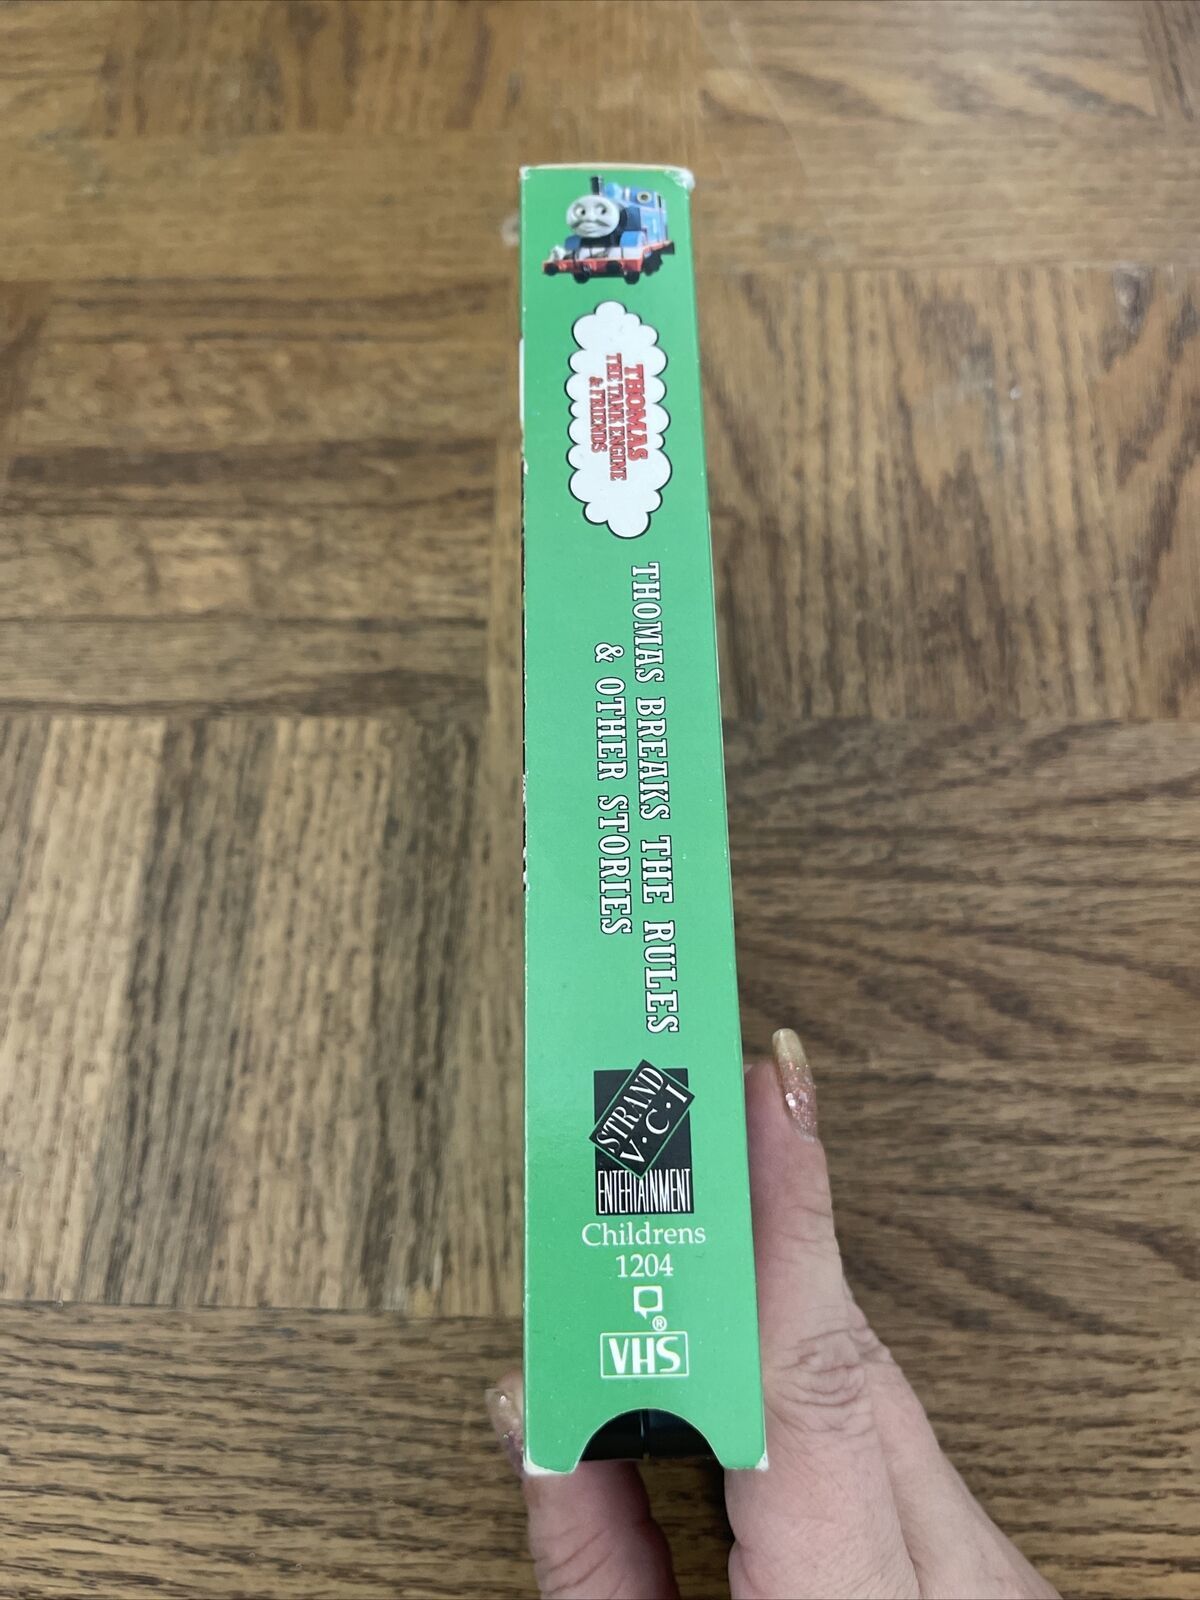 THOMAS
THE TANK ENGINE
& FRIENDS
THOMAS BREAKS THE RULES
& OTHER STORIES
STRAND
V•C•I
ENTERTAINMENT
Childrens
1204
®
VHS